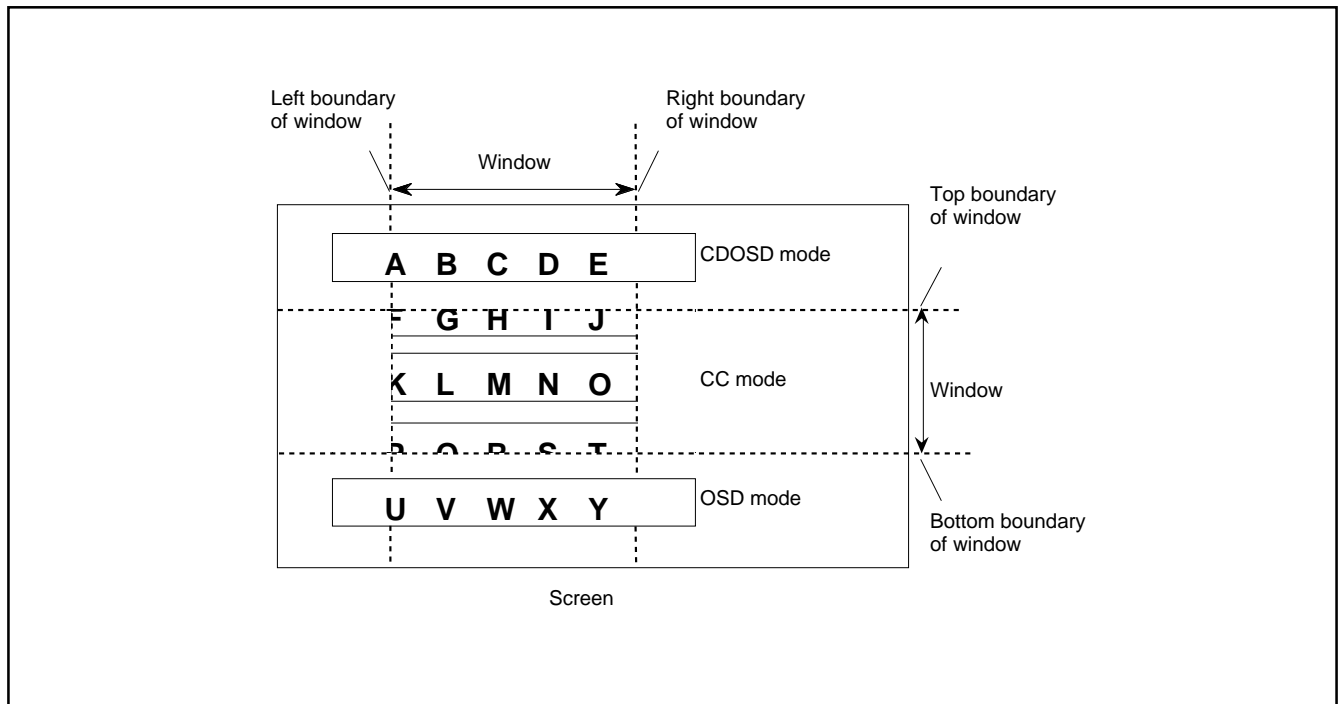 Left boundary
of window
Right boundary
of window
Window
Top boundary
of window
A B C D E
CDOSD mode
G H I J
K L M N O
CC mode
Window
S T
U V W X Y
OSD mode
Bottom boundary
of window
Screen